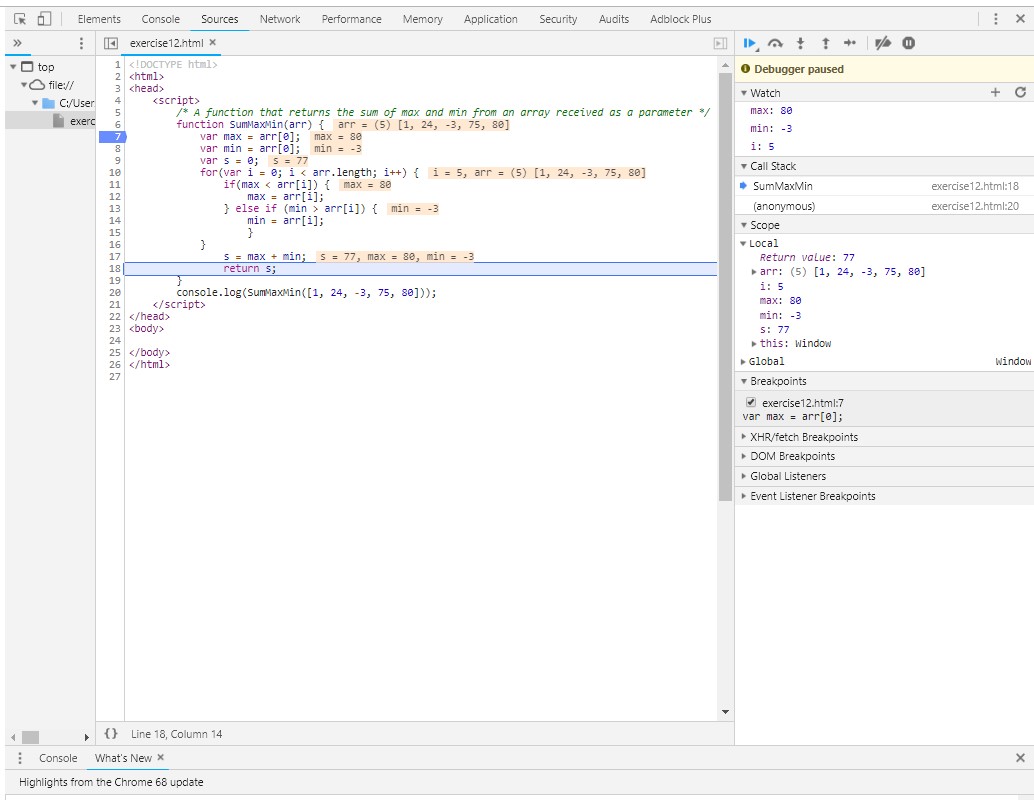 Elements Console Sources Network Performance Memory Application Security Audits Adblock Plus
» exercise12.html ×
top
file://
C:/User
exerc
1 <!DOCTYPE html>
2 <html>
3 <head>
4 <script>
5 /* A function that returns the sum of max and min from an array received as a parameter */
6 function SumMaxMin(arr) { arr = (5) [1, 24, -3, 75, 80]
7 var max = arr[0]; max = 80
8 var min = arr[0]; min = -3
9 var s = 0; s = 77
10 for(var i = 0; i < arr.length; i++) { i = 5, arr = (5) [1, 24, -3, 75, 80]
11 if(max < arr[i]) { max = 80
12 max = arr[i];
13 } else if (min > arr[i]) { min = -3
14 min = arr[i];
15 }
16 }
17 s = max + min; s = 77, max = 80, min = -3
18 return s;
19 }
20 console.log(SumMaxMin([1, 24, -3, 75, 80]));
21 </script>
22 </head>
23 <body>
24
25 </body>
26 </html>
27
{} Line 18, Column 14
Debugger paused
Watch
max: 80
min: -3
i: 5
Call Stack
SumMaxMin exercise12.html:18
(anonymous) exercise12.html:20
Scope
Local
Return value: 77
arr: (5) [1, 24, -3, 75, 80]
i: 5
max: 80
min: -3
s: 77
this: Window
Global Window
Breakpoints
exercise12.html:7
var max = arr[0];
XHR/fetch Breakpoints
DOM Breakpoints
Global Listeners
Event Listener Breakpoints
Console What's New ×
Highlights from the Chrome 68 update